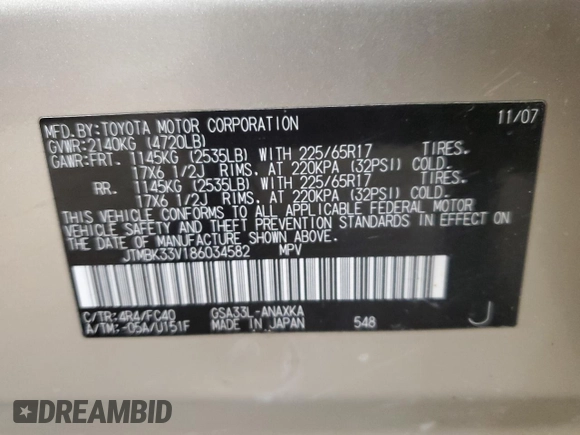 11/07
MFD.BY:TOYOTA MOTOR CORPORATION
GVWR:2140KG (4720LB)
GAWR:FRT. 1145KG (2535LB) WITH 225/65R17 TIRES.
17X6 1/2J RIMS. AT 220KPA (32PSI) COLD.
RR. 1145KG (2535LB) WITH 225/65R17 TIRES.
17X6 1/2J RIMS. AT 220KPA (32PSI) COLD.
THIS VEHICLE CONFORMS TO ALL APPLICABLE FEDERAL MOTOR
VEHICLE SAFETY AND THEFT PREVENTION STANDARDS IN EFFECT ON
THE DATE OF MANUFACTURE SHOWN ABOVE.
JTMBK33V186034582 MPV
C/TR:4R4/FC40 GSA33L-ANAXKA
A/TM:-05A/U151F MADE IN JAPAN 548 J
DREAMBID